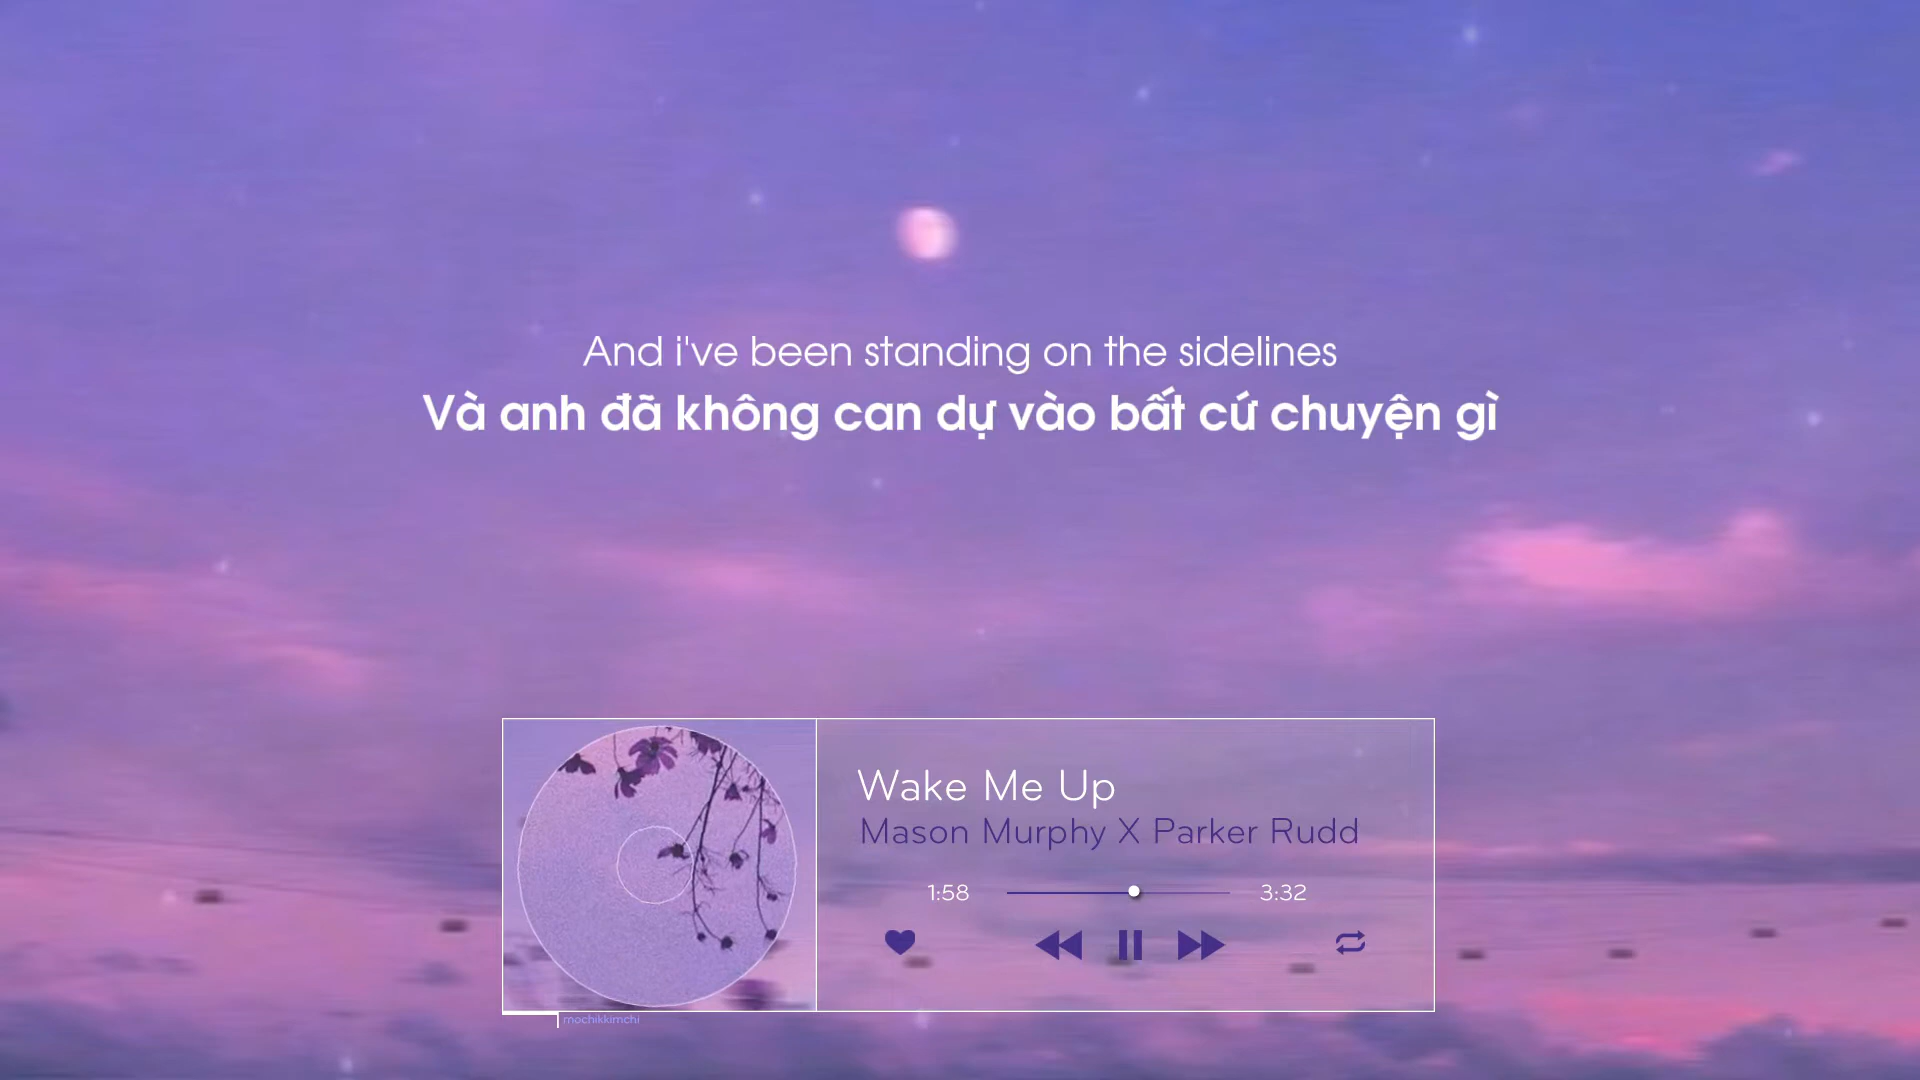 And i've been standing on the sidelines
Và anh đã không can dự vào bất cứ chuyện gì
Wake Me Up
Mason Murphy X Parker Rudd
1:58 3:32
mochikkimchi